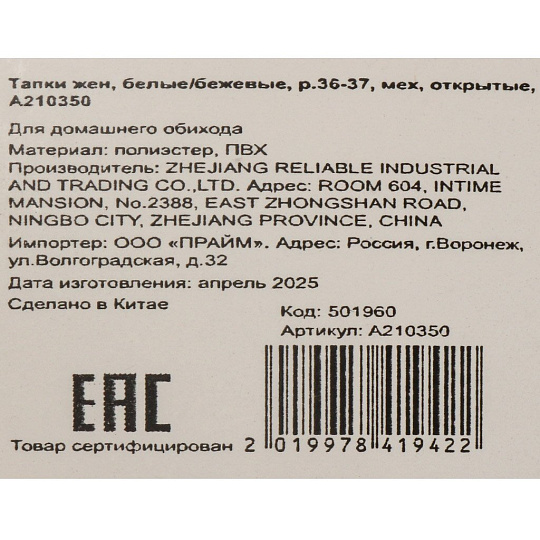 Тапки жен, белые/бежевые, р.36-37, мех, открытые,
А210350
Для домашнего обихода
Материал: полиэстер, ПВХ
Производитель: ZHEJIANG RELIABLE INDUSTRIAL
AND TRADING CO.,LTD. Адрес: ROOM 604, INTIME
MANSION, No.2388, EAST ZHONGSHAN ROAD,
NINGBO CITY, ZHEJIANG PROVINCE, CHINA
Импортер: ООО «ПРАЙМ». Адрес: Россия, г.Воронеж,
ул.Волгоградская, д.32
Дата изготовления: апрель 2025
Сделано в Китае
Код: 501960
Артикул: А210350
ЕАС
Товар сертифицирован
2 019978 419422